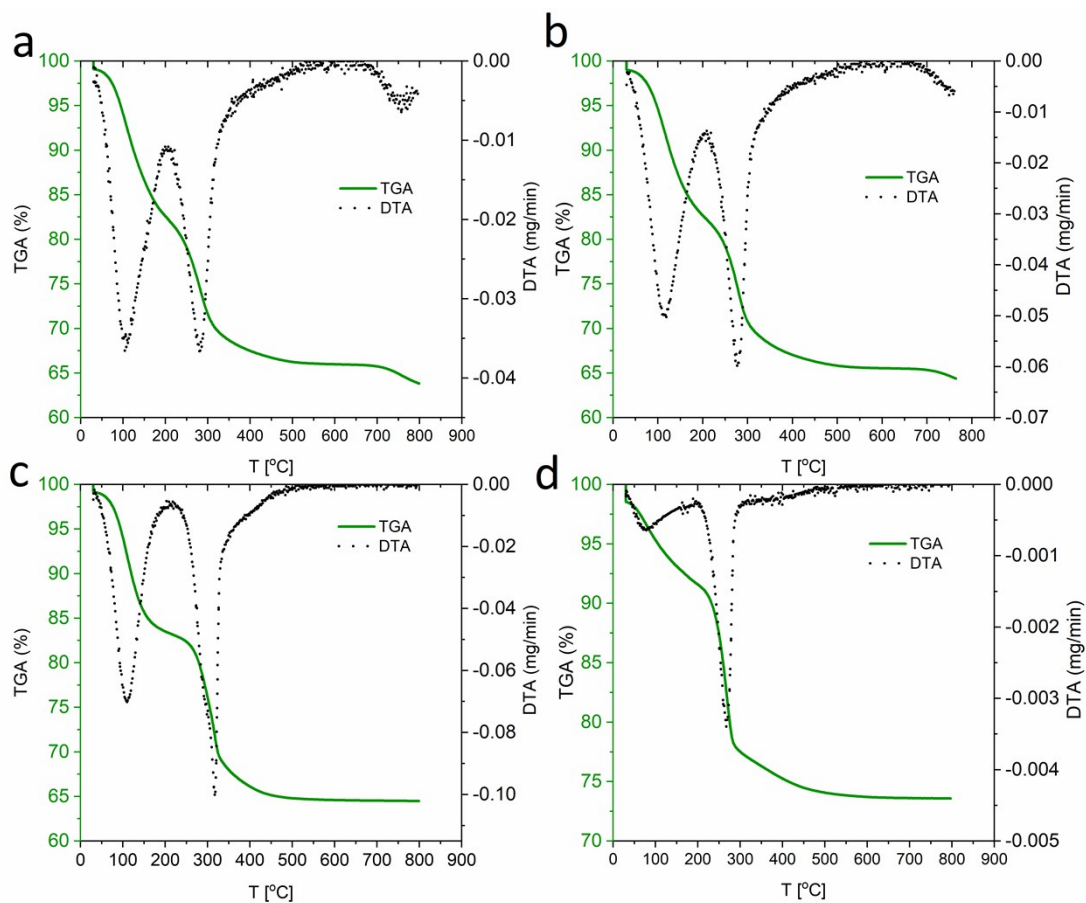 a
100
95
90
85
80
75
70
65
60
TGA (%)
0.00
-0.01
-0.02
-0.03
-0.04
DTA (mg/min)
TGA
DTA
0 100 200 300 400 500 600 700 800 900
T [°C]
b
100
95
90
85
80
75
70
65
60
TGA (%)
0.00
-0.01
-0.02
-0.03
-0.04
-0.05
-0.06
-0.07
DTA (mg/min)
TGA
DTA
0 100 200 300 400 500 600 700 800
T [°C]
c
100
95
90
85
80
75
70
65
60
TGA (%)
0.00
-0.02
-0.04
-0.06
-0.08
-0.10
DTA (mg/min)
TGA
DTA
0 100 200 300 400 500 600 700 800 900
T [°C]
d
100
95
90
85
80
75
70
TGA (%)
0.000
-0.001
-0.002
-0.003
-0.004
-0.005
DTA (mg/min)
TGA
DTA
0 100 200 300 400 500 600 700 800 900
T [°C]